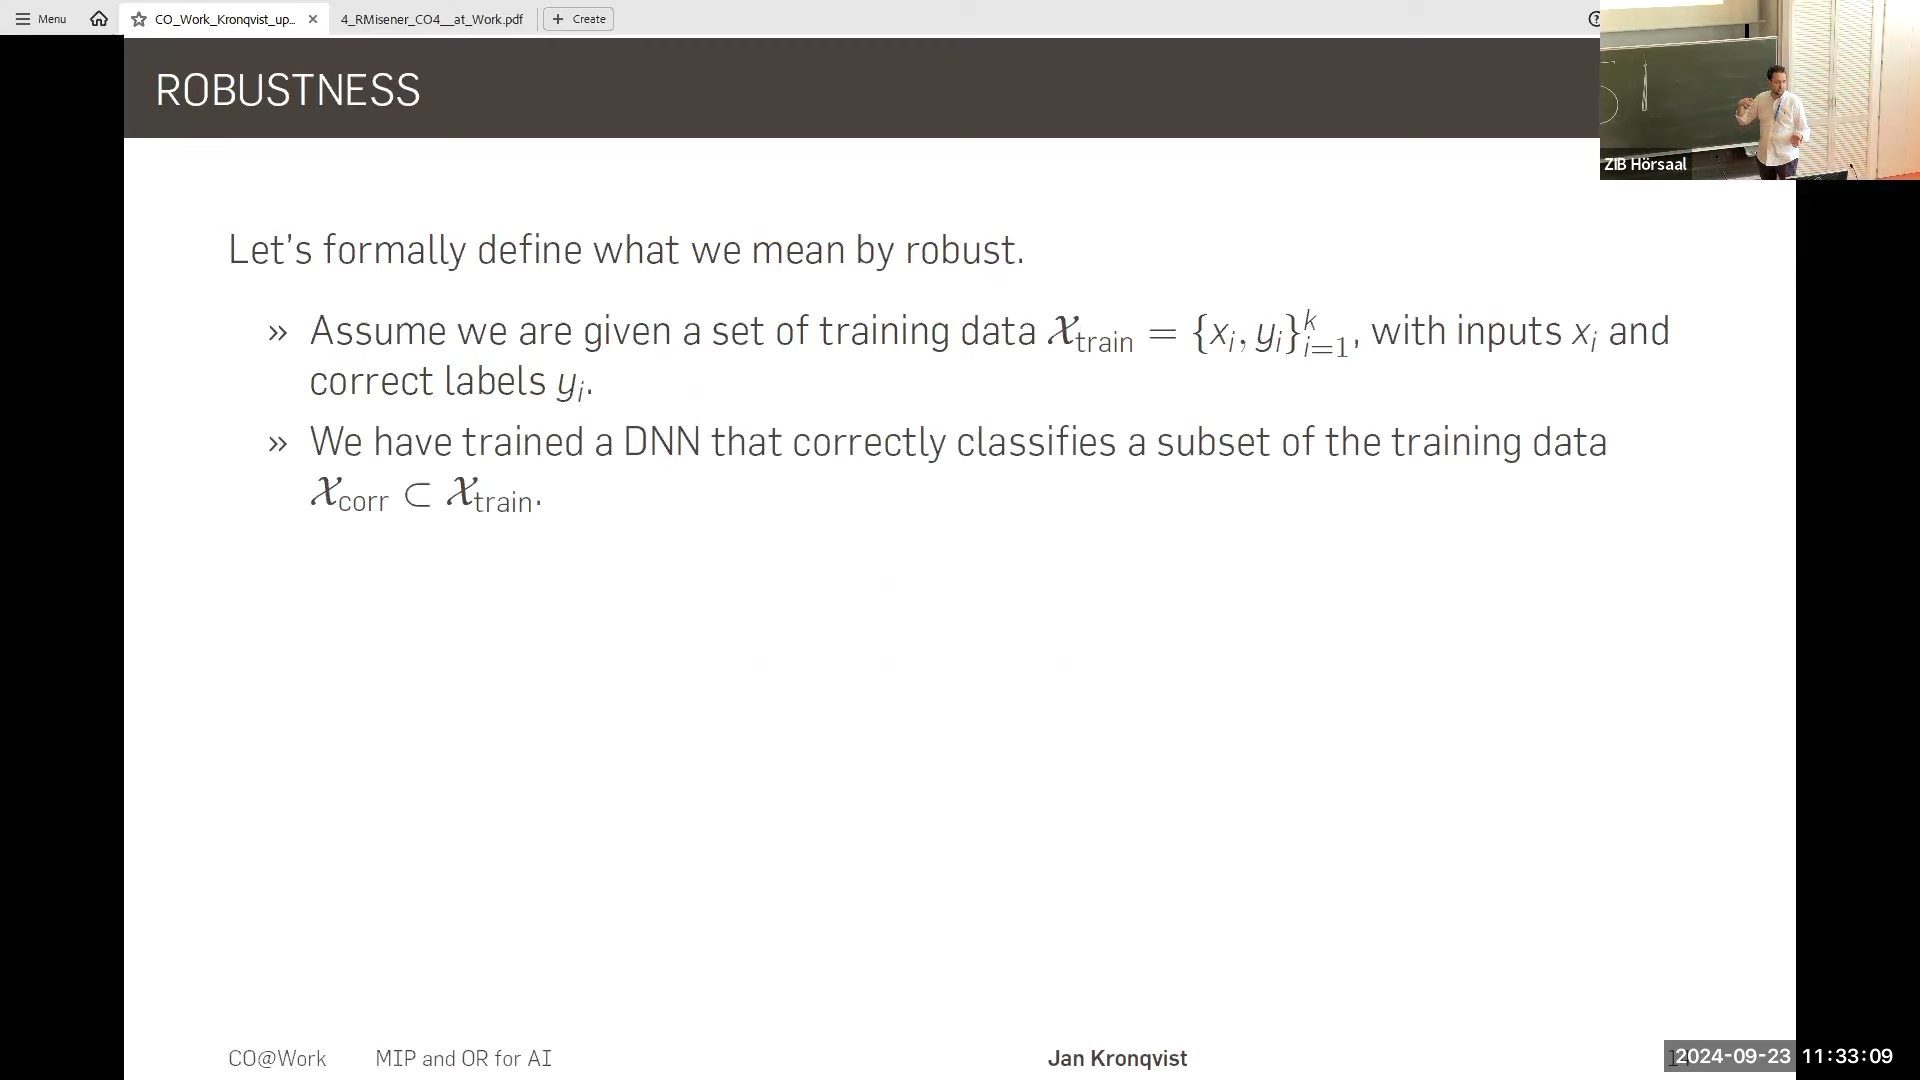 Menu
CO_Work_Kronqvist_up...
4_RMisener_CO4__at_Work.pdf
+ Create
ROBUSTNESS
ZIB Hörsaal
Let's formally define what we mean by robust.
» Assume we are given a set of training data 𝒳train = {xᵢ, yᵢ}ᵏᵢ₌₁, with inputs xᵢ and
correct labels yᵢ.
» We have trained a DNN that correctly classifies a subset of the training data
𝒳corr ⊂ 𝒳train.
CO@Work MIP and OR for AI Jan Kronqvist
2024-09-23 11:33:09